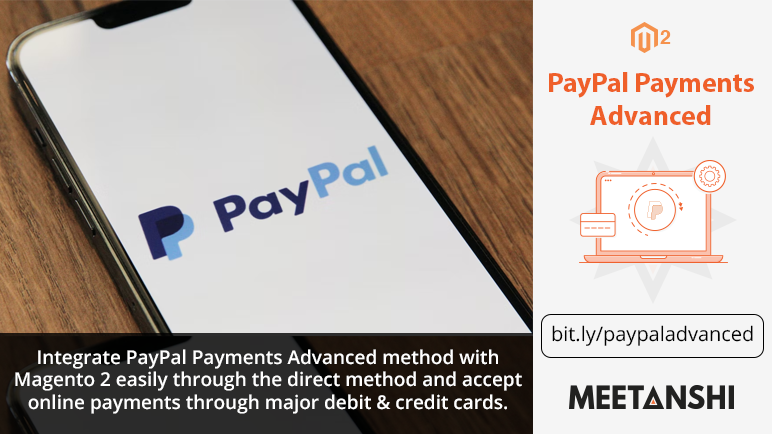 PayPal
Integrate PayPal Payments Advanced method with
Magento 2 easily through the direct method and accept
online payments through major debit & credit cards.
2
PayPal Payments
Advanced
bit.ly/paypaladvanced
MEETANSHI